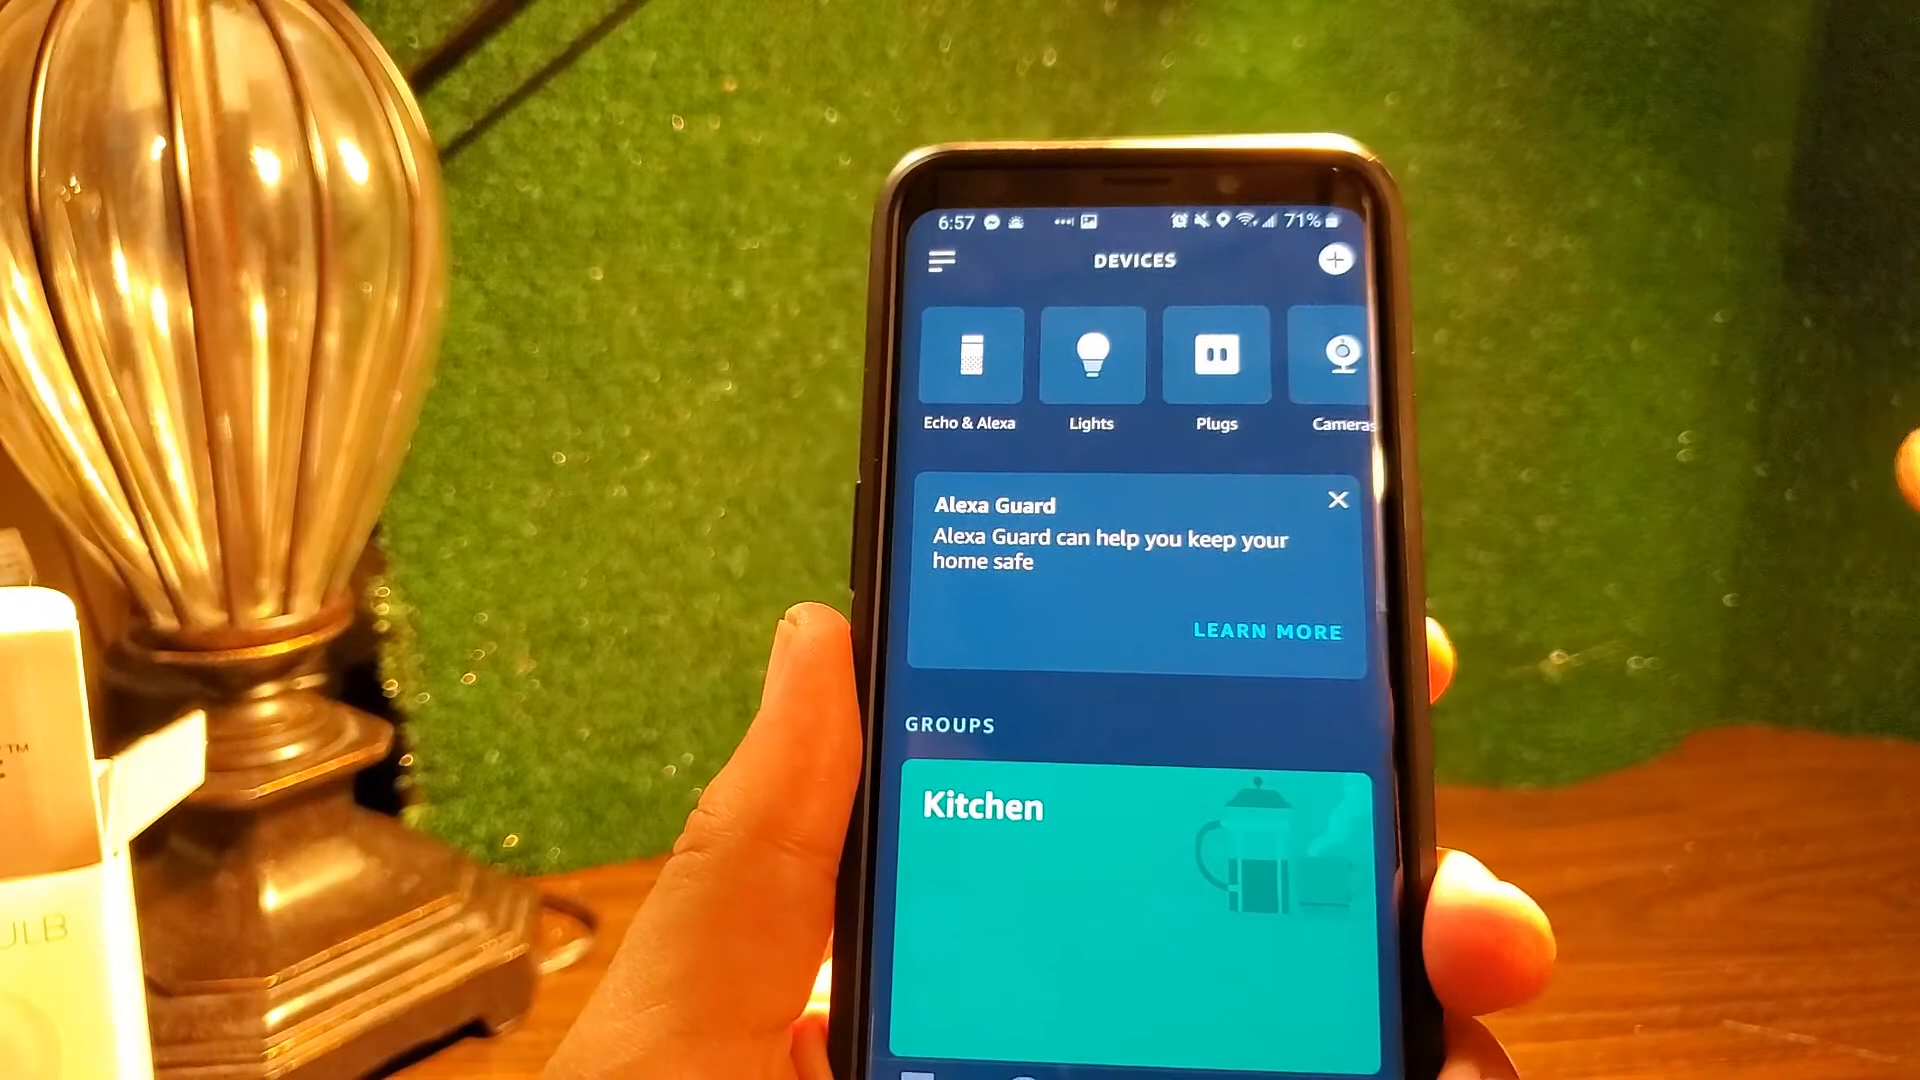 6:57
71%
DEVICES
Echo & Alexa
Lights
Plugs
Cameras
Alexa Guard
Alexa Guard can help you keep your
home safe
LEARN MORE
GROUPS
Kitchen
TM